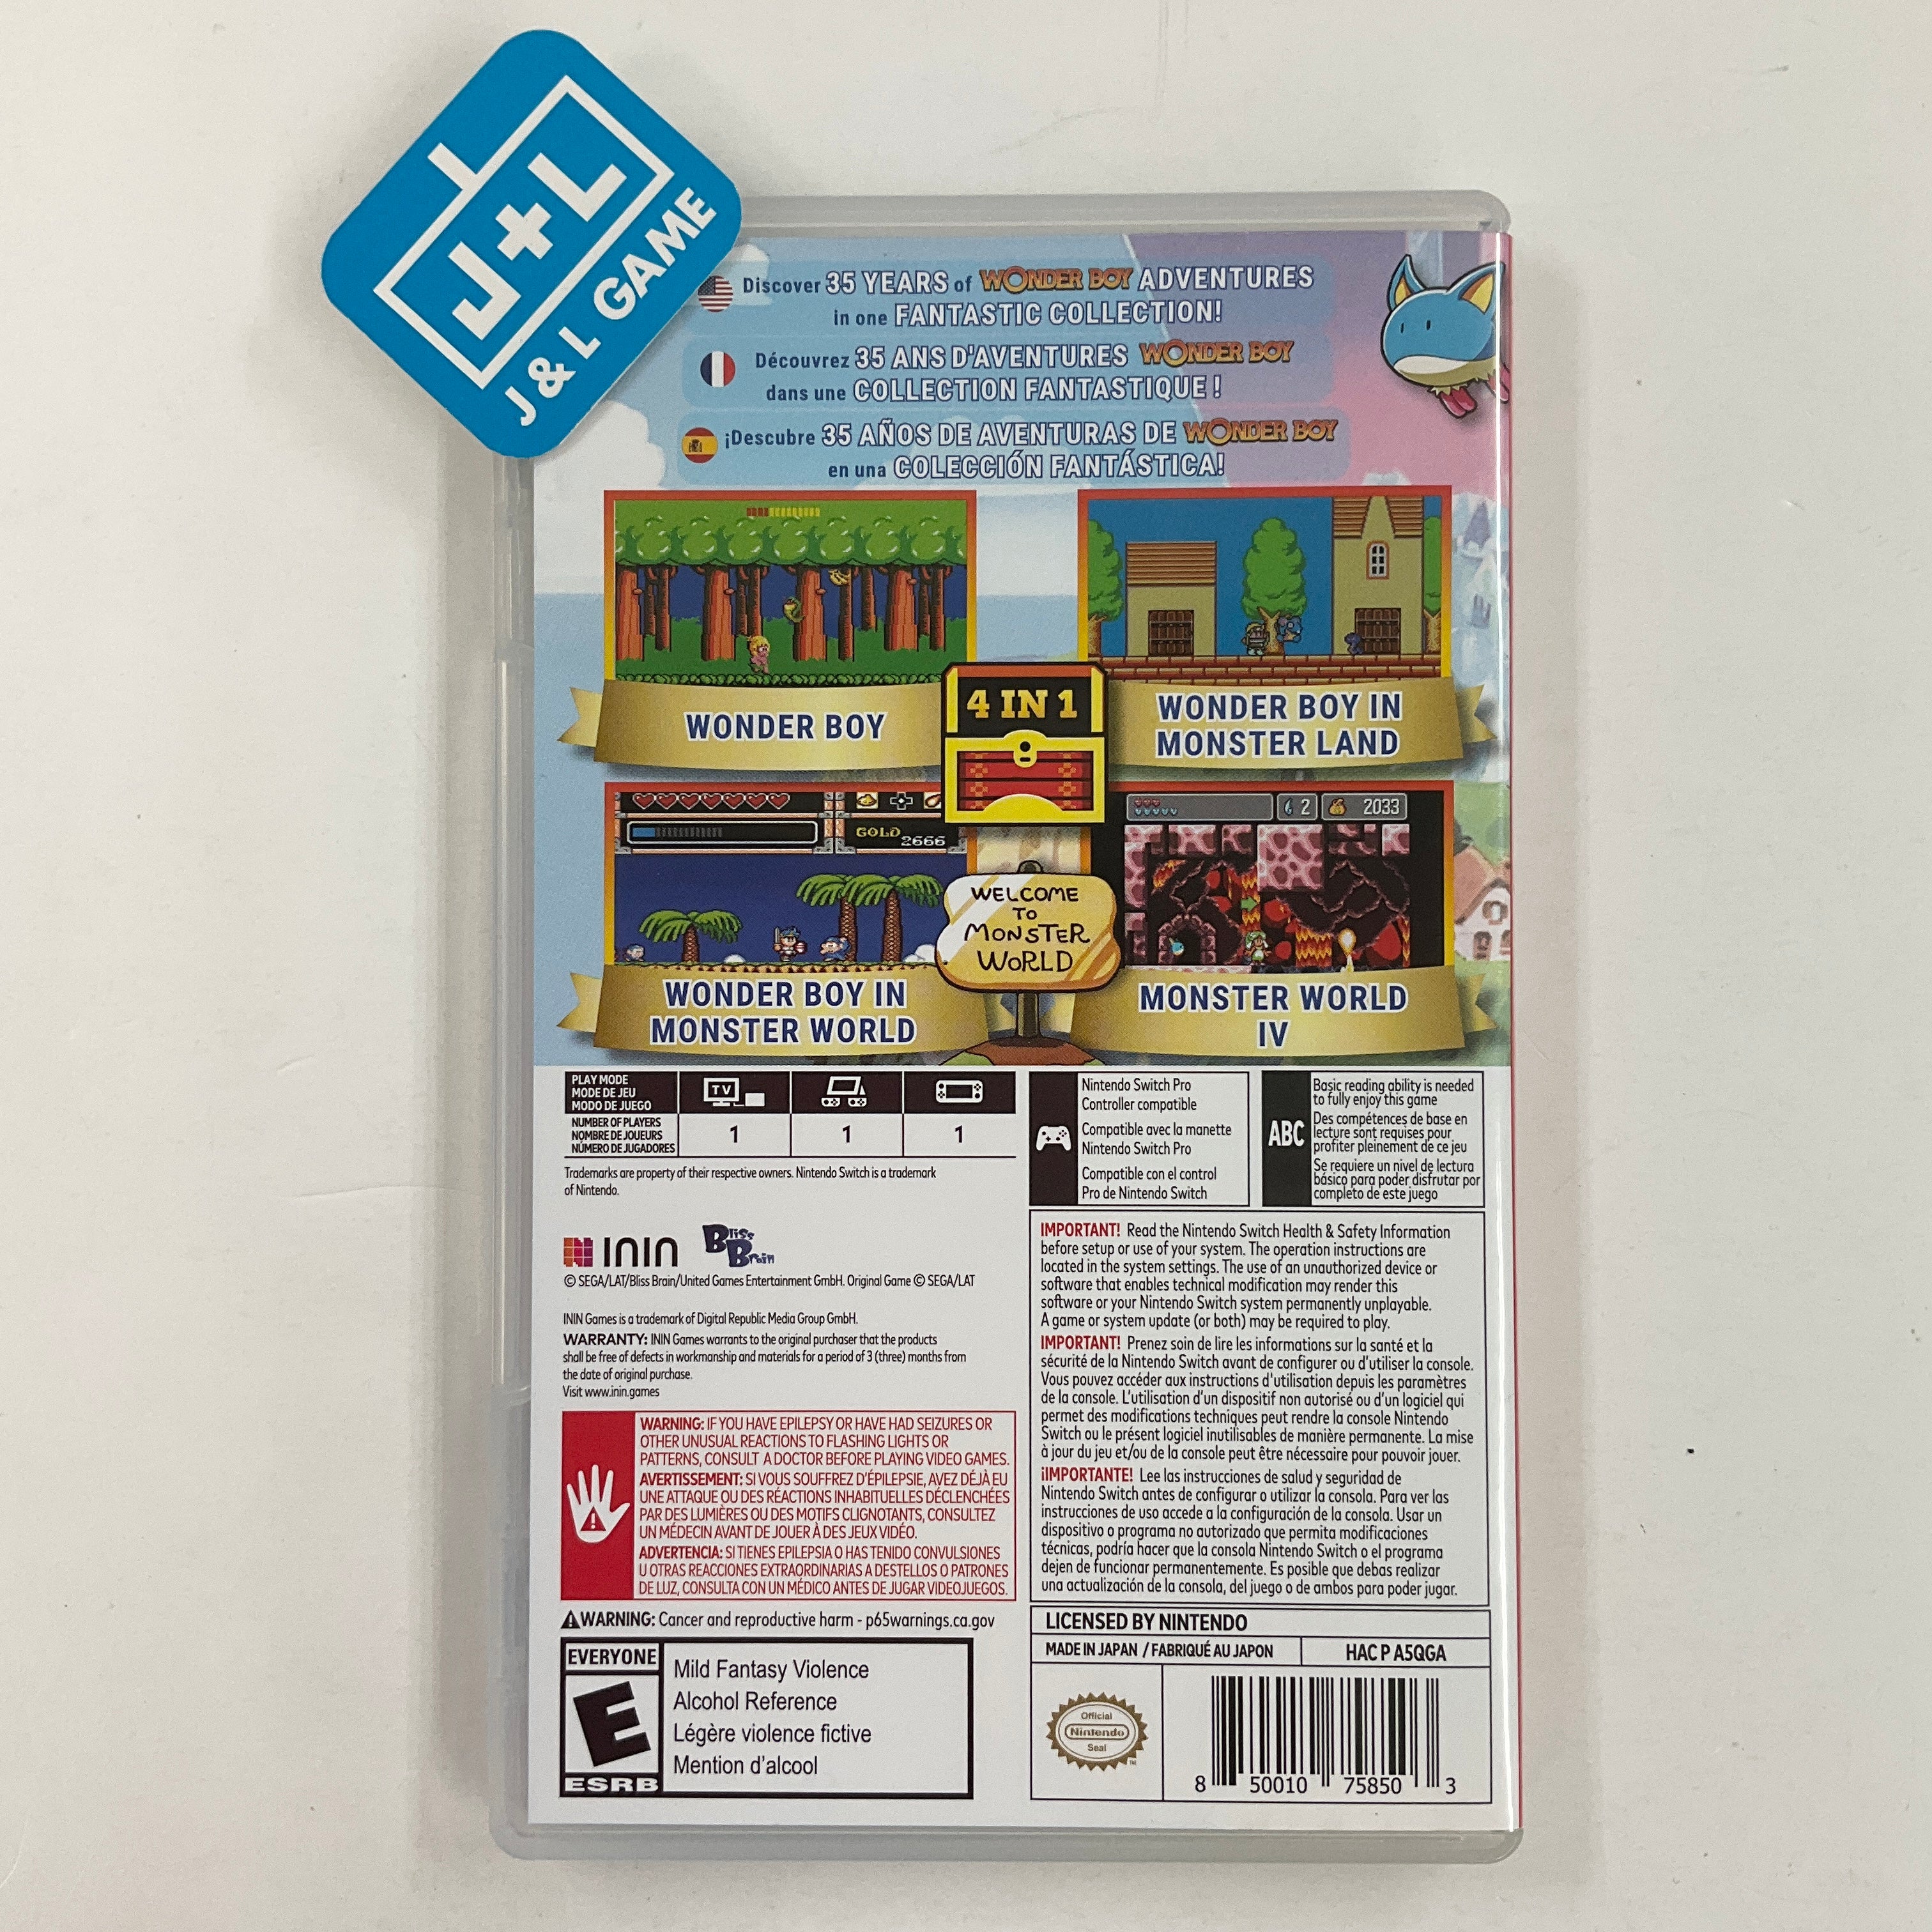 J+L
J & L GAME
Discover 35 YEARS of WONDER BOY ADVENTURES
in one FANTASTIC COLLECTION!
Découvrez 35 ANS D'AVENTURES WONDER BOY
dans une COLLECTION FANTASTIQUE !
¡Descubre 35 AÑOS DE AVENTURAS DE WONDER BOY
en una COLECCIÓN FANTÁSTICA!
WONDER BOY
4 IN 1
WONDER BOY IN
MONSTER LAND
GOLD
2666
2 2033
WELCOME
TO
MONSTER
WORLD
WONDER BOY IN
MONSTER WORLD
MONSTER WORLD
IV
PLAY MODE
MODE DE JEU
MODO DE JUEGO
TV
NUMBER OF PLAYERS
NOMBRE DE JOUEURS
NÚMERO DE JUGADORES
1 1 1
Nintendo Switch Pro
Controller compatible
Compatible avec la manette
Nintendo Switch Pro
Compatible con el control
Pro de Nintendo Switch
ABC
Basic reading ability is needed
to fully enjoy this game
Des compétences de base en
lecture sont requises pour
profiter pleinement de ce jeu
Se requiere un nivel de lectura
básico para poder disfrutar por
completo de este juego
Trademarks are property of their respective owners. Nintendo Switch is a trademark
of Nintendo.
ININ
Bliss
Brain
© SEGA/LAT/Bliss Brain/United Games Entertainment GmbH. Original Game © SEGA/LAT
ININ Games is a trademark of Digital Republic Media Group GmbH.
WARRANTY: ININ Games warrants to the original purchaser that the products
shall be free of defects in workmanship and materials for a period of 3 (three) months from
the date of original purchase.
Visit www.inin.games
WARNING: IF YOU HAVE EPILEPSY OR HAVE HAD SEIZURES OR
OTHER UNUSUAL REACTIONS TO FLASHING LIGHTS OR
PATTERNS, CONSULT A DOCTOR BEFORE PLAYING VIDEO GAMES.
AVERTISSEMENT: SI VOUS SOUFFREZ D'ÉPILEPSIE, AVEZ DÉJÀ EU
UNE ATTAQUE OU DES RÉACTIONS INHABITUELLES DÉCLENCHÉES
PAR DES LUMIÈRES OU DES MOTIFS CLIGNOTANTS, CONSULTEZ
UN MÉDECIN AVANT DE JOUER À DES JEUX VIDÉO.
ADVERTENCIA: SI TIENES EPILEPSIA O HAS TENIDO CONVULSIONES
U OTRAS REACCIONES EXTRAORDINARIAS A DESTELLOS O PATRONES
DE LUZ, CONSULTA CON UN MÉDICO ANTES DE JUGAR VIDEOJUEGOS.
WARNING: Cancer and reproductive harm - p65warnings.ca.gov
EVERYONE
E
ESRB
Mild Fantasy Violence
Alcohol Reference
Légère violence fictive
Mention d'alcool
IMPORTANT! Read the Nintendo Switch Health & Safety Information
before setup or use of your system. The operation instructions are
located in the system settings. The use of an unauthorized device or
software that enables technical modification may render this
software or your Nintendo Switch system permanently unplayable.
A game or system update (or both) may be required to play.
IMPORTANT! Prenez soin de lire les informations sur la santé et la
sécurité de la Nintendo Switch avant de configurer ou d'utiliser la console.
Vous pouvez accéder aux instructions d'utilisation depuis les paramètres
de la console. L'utilisation d'un dispositif non autorisé ou d'un logiciel qui
permet des modifications techniques peut rendre la console Nintendo
Switch ou le présent logiciel inutilisables de manière permanente. La mise
à jour du jeu et/ou de la console peut être nécessaire pour pouvoir jouer.
¡IMPORTANTE! Lee las instrucciones de salud y seguridad de
Nintendo Switch antes de configurar o utilizar la consola. Para ver las
instrucciones de uso accede a la configuración de la consola. Usar un
dispositivo o programa no autorizado que permita modificaciones
técnicas, podría hacer que la consola Nintendo Switch o el programa
dejen de funcionar permanentemente. Es posible que debas realizar
una actualización de la consola, del juego o de ambos para poder jugar.
LICENSED BY NINTENDO
MADE IN JAPAN / FABRIQUÉ AU JAPON
HAC P A5QGA
Official
Nintendo
Seal
TM
8 50010 75850 3